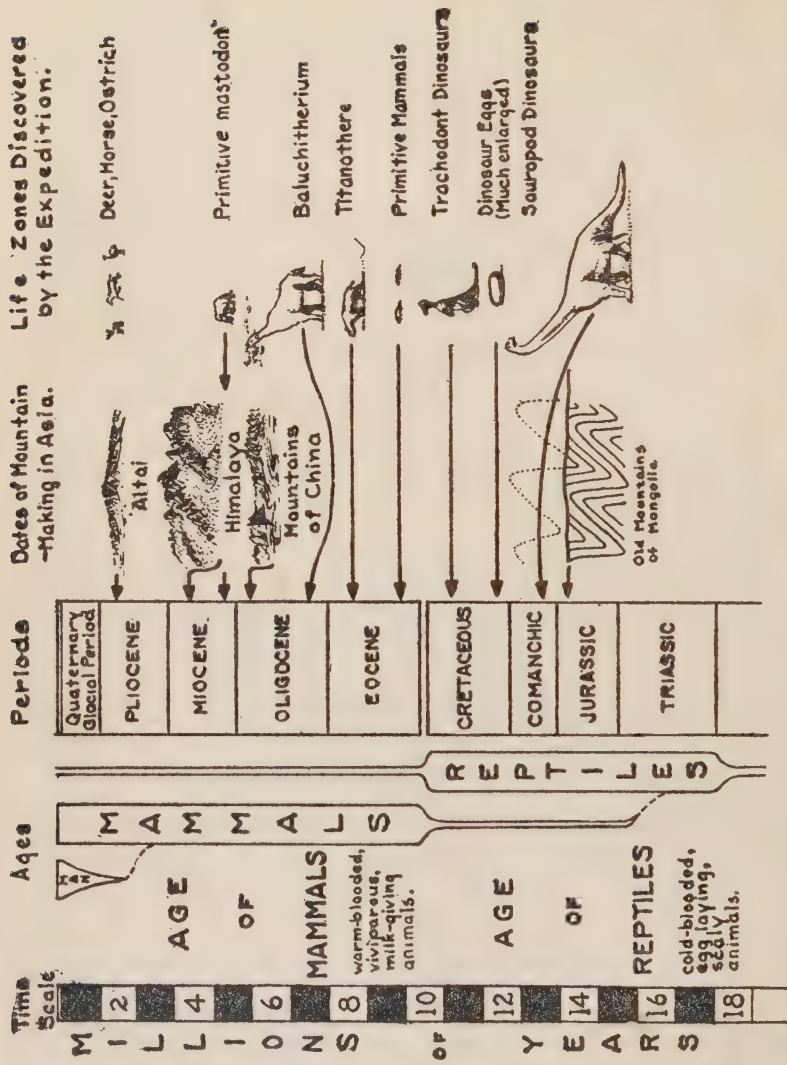 Time
Scale
Ages
Periods
Dates of Mountain
-Making in Asia.
Life Zones Discovered
by the Expedition.
MILLIONS
OF
YEARS
2
4
6
8
10
12
14
16
18
MAN
AGE
OF
MAMMALS
warm-blooded,
viviparous,
milk-giving
animals.
AGE
OF
REPTILES
cold-blooded,
egg laying,
scaly
animals.
MAMMALS
REPTILES
Quaternary
Glacial Period
PLIOCENE
MIOCENE
OLIGOCENE
EOCENE
CRETACEOUS
COMANCHIC
JURASSIC
TRIASSIC
Altai
Himalaya
Mountains
of China
Old Mountains
of Mongolia
Deer, Horse, Ostrich
Primitive mastodon
Baluchitherium
Titanothere
Primitive Mammals
Trachodont Dinosaurs
Dinosaur Eggs
(Much enlarged)
Sauropod Dinosaurs